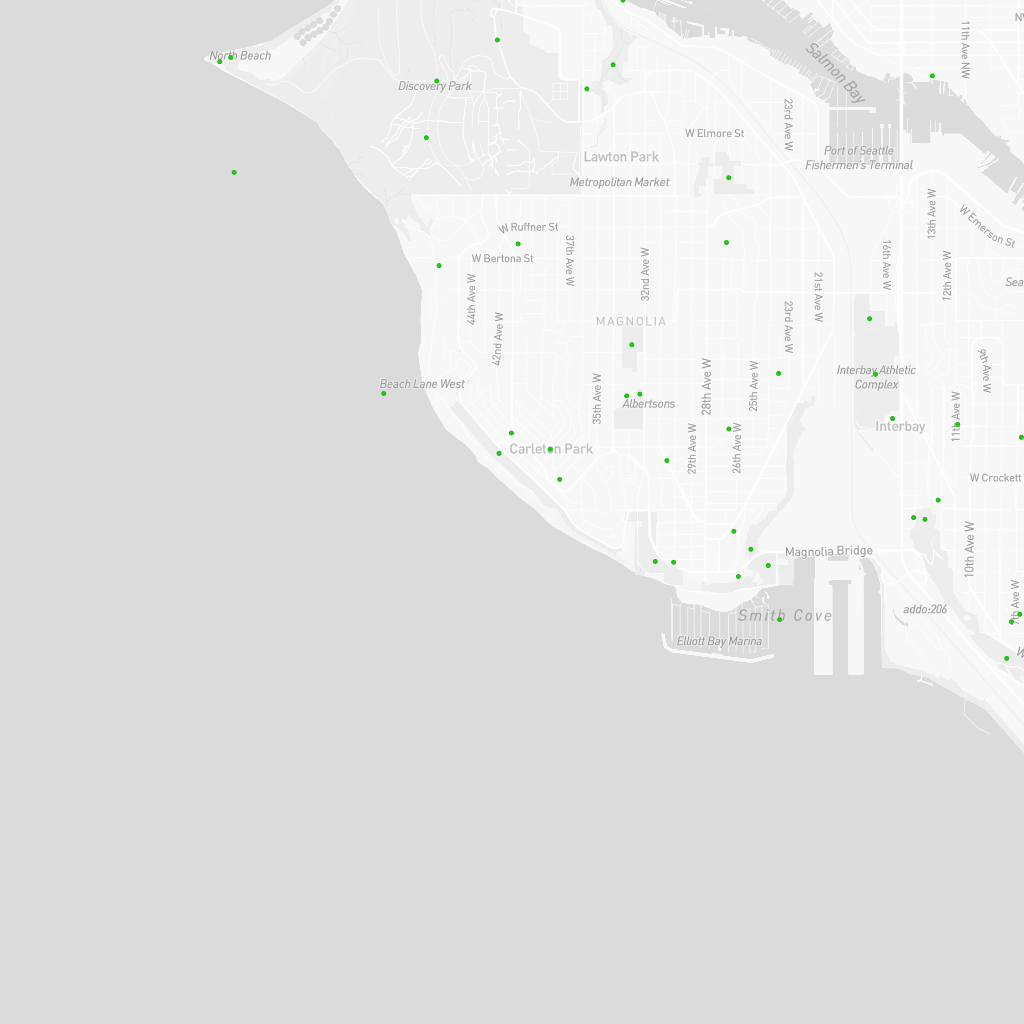 NV
11th Ave NW
Salmon Bay
North Beach
Discovery Park
23rd Ave W
W Elmore St
Port of Seattle
Fishermen's Terminal
Lawton Park
Metropolitan Market
13th Ave W
W Emerson St
W Ruffner St
37th Ave W
W Bertona St
32nd Ave W
16th Ave W
12th Ave W
Sea
44th Ave W
21st Ave W
42nd Ave W
MAGNOLIA
23rd Ave W
9th Ave W
Beach Lane West
35th Ave W
28th Ave W
25th Ave W
Interbay Athletic
Complex
Albertsons
11th Ave W
Interbay
29th Ave W
26th Ave W
Carleton Park
W Crockett
10th Ave W
Magnolia Bridge
7th Ave W
Smith Cove
addo:206
Elliott Bay Marina
W